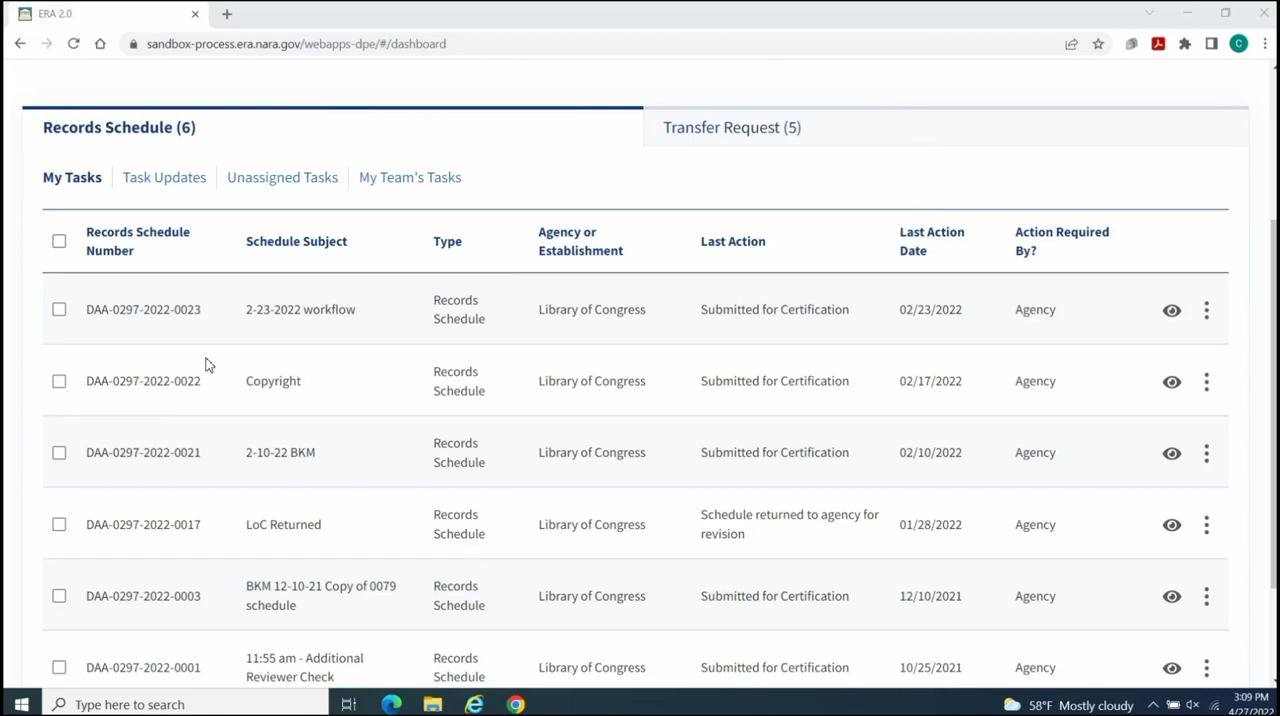 ERA 2.0
sandbox-process.era.nara.gov/webapps-dpe/#/dashboard
C
Records Schedule (6)
Transfer Request (5)
My Tasks
Task Updates
Unassigned Tasks
My Team's Tasks
Records Schedule
Number
Schedule Subject
Type
Agency or
Establishment
Last Action
Last Action
Date
Action Required
By?
DAA-0297-2022-0023
2-23-2022 workflow
Records
Schedule
Library of Congress
Submitted for Certification
02/23/2022
Agency
DAA-0297-2022-0022
Copyright
Records
Schedule
Library of Congress
Submitted for Certification
02/17/2022
Agency
DAA-0297-2022-0021
2-10-22 BKM
Records
Schedule
Library of Congress
Submitted for Certification
02/10/2022
Agency
DAA-0297-2022-0017
LoC Returned
Records
Schedule
Library of Congress
Schedule returned to agency for
revision
01/28/2022
Agency
DAA-0297-2022-0003
BKM 12-10-21 Copy of 0079
schedule
Records
Schedule
Library of Congress
Submitted for Certification
12/10/2021
Agency
DAA-0297-2022-0001
11:55 am - Additional
Reviewer Check
Records
Schedule
Library of Congress
Submitted for Certification
10/25/2021
Agency
Type here to search
58°F Mostly cloudy
3:09 PM
4/27/2022